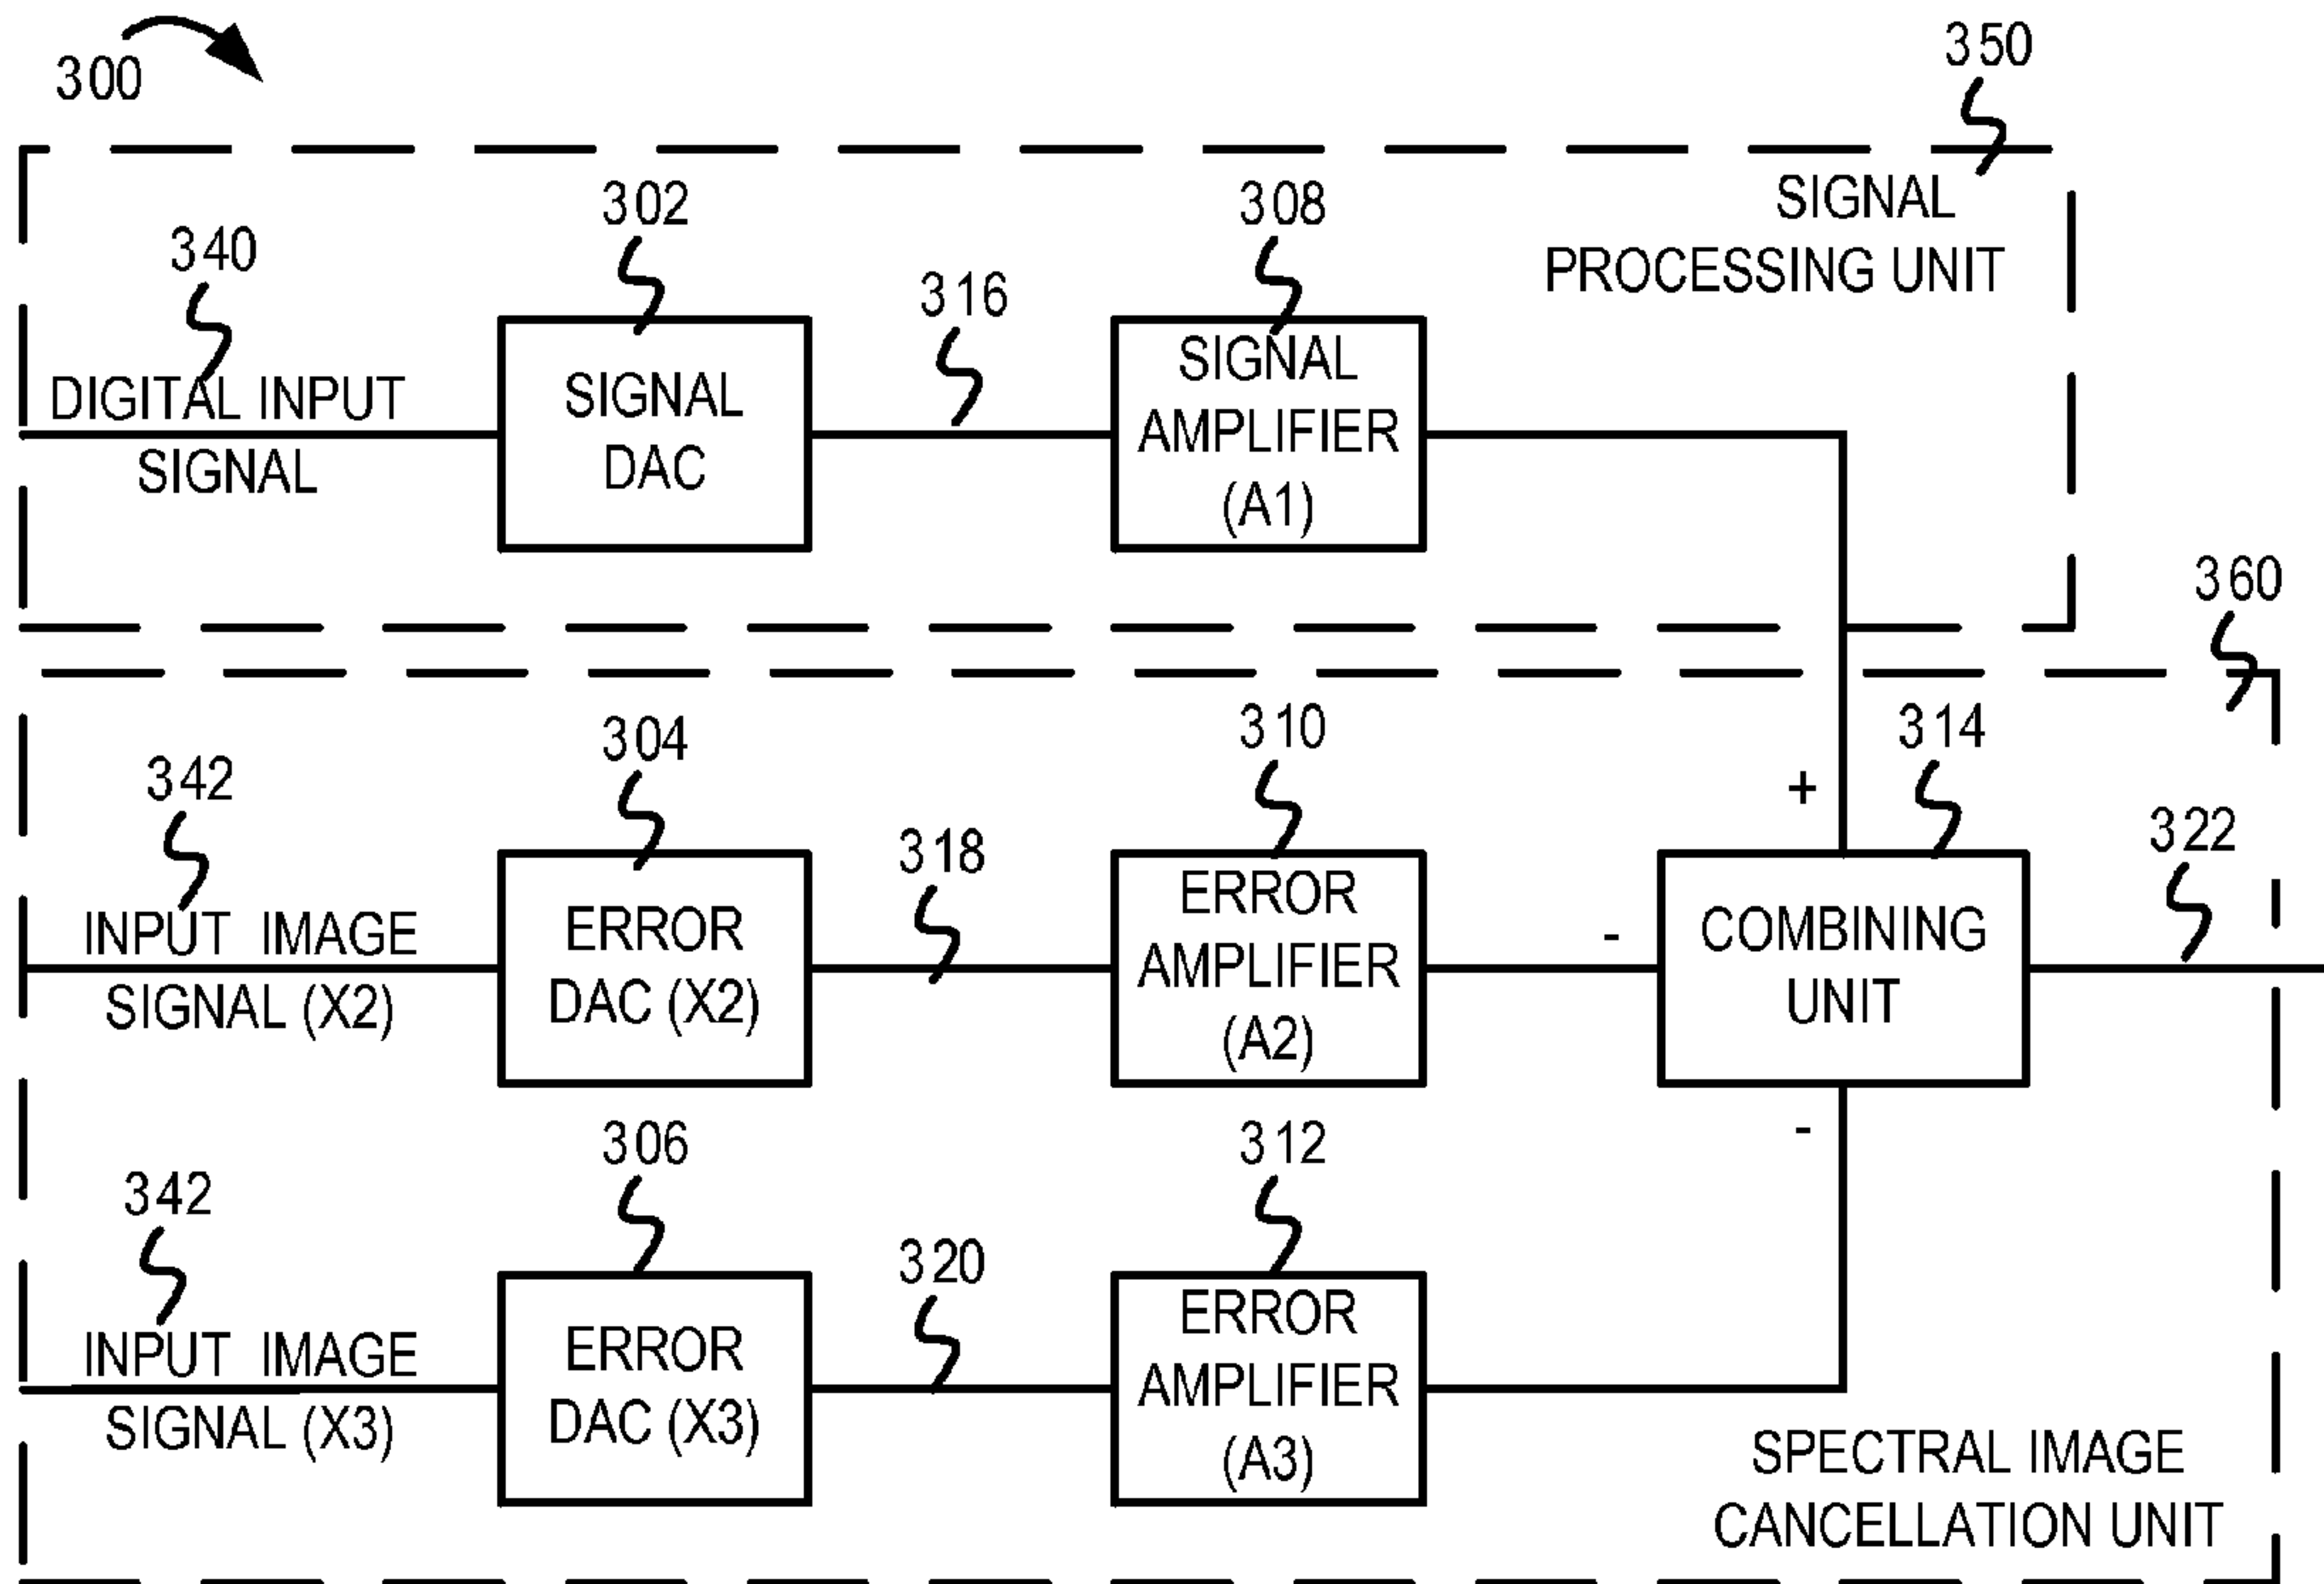 300
350
SIGNAL
PROCESSING UNIT
340
302
316
308
DIGITAL INPUT
SIGNAL
SIGNAL
DAC
SIGNAL
AMPLIFIER
(A1)
360
342
304
318
310
+
314
322
INPUT IMAGE
SIGNAL (X2)
ERROR
DAC (X2)
ERROR
AMPLIFIER
(A2)
-
COMBINING
UNIT
-
342
306
320
312
INPUT IMAGE
SIGNAL (X3)
ERROR
DAC (X3)
ERROR
AMPLIFIER
(A3)
SPECTRAL IMAGE
CANCELLATION UNIT